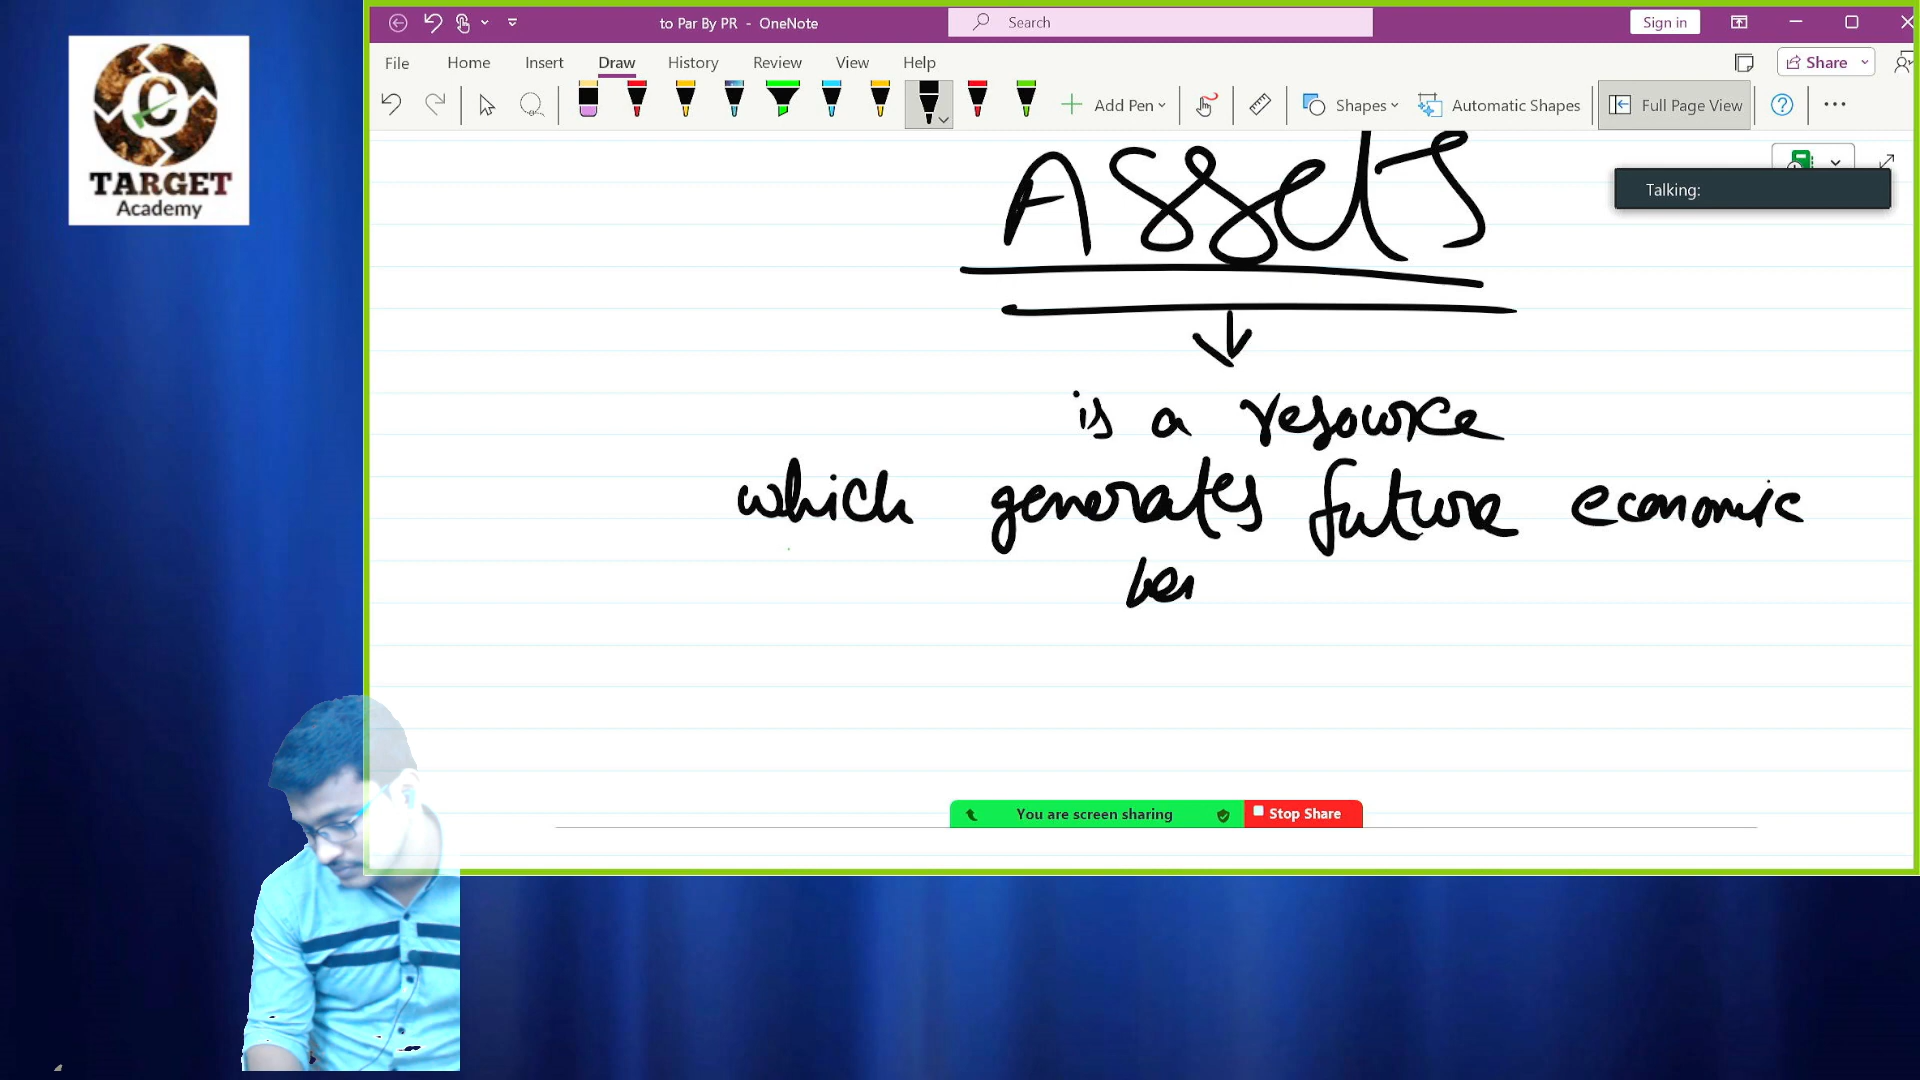 to Par By PR - OneNote
Search
Sign in
File Home Insert Draw History Review View Help
Share
Add Pen
Shapes
Automatic Shapes
Full Page View
TARGET
Academy
Talking:
Assets
is a resource
which generates future economic
ben
You are screen sharing
Stop Share